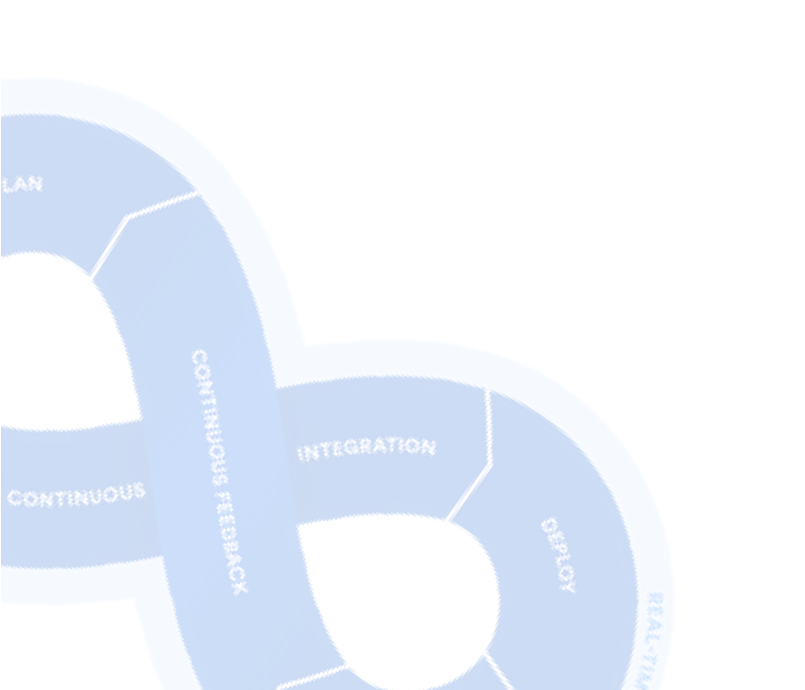 LAN
CONTINUOUS FEEDBACK
CONTINUOUS
INTEGRATION
DEPLOY
REAL-TIM